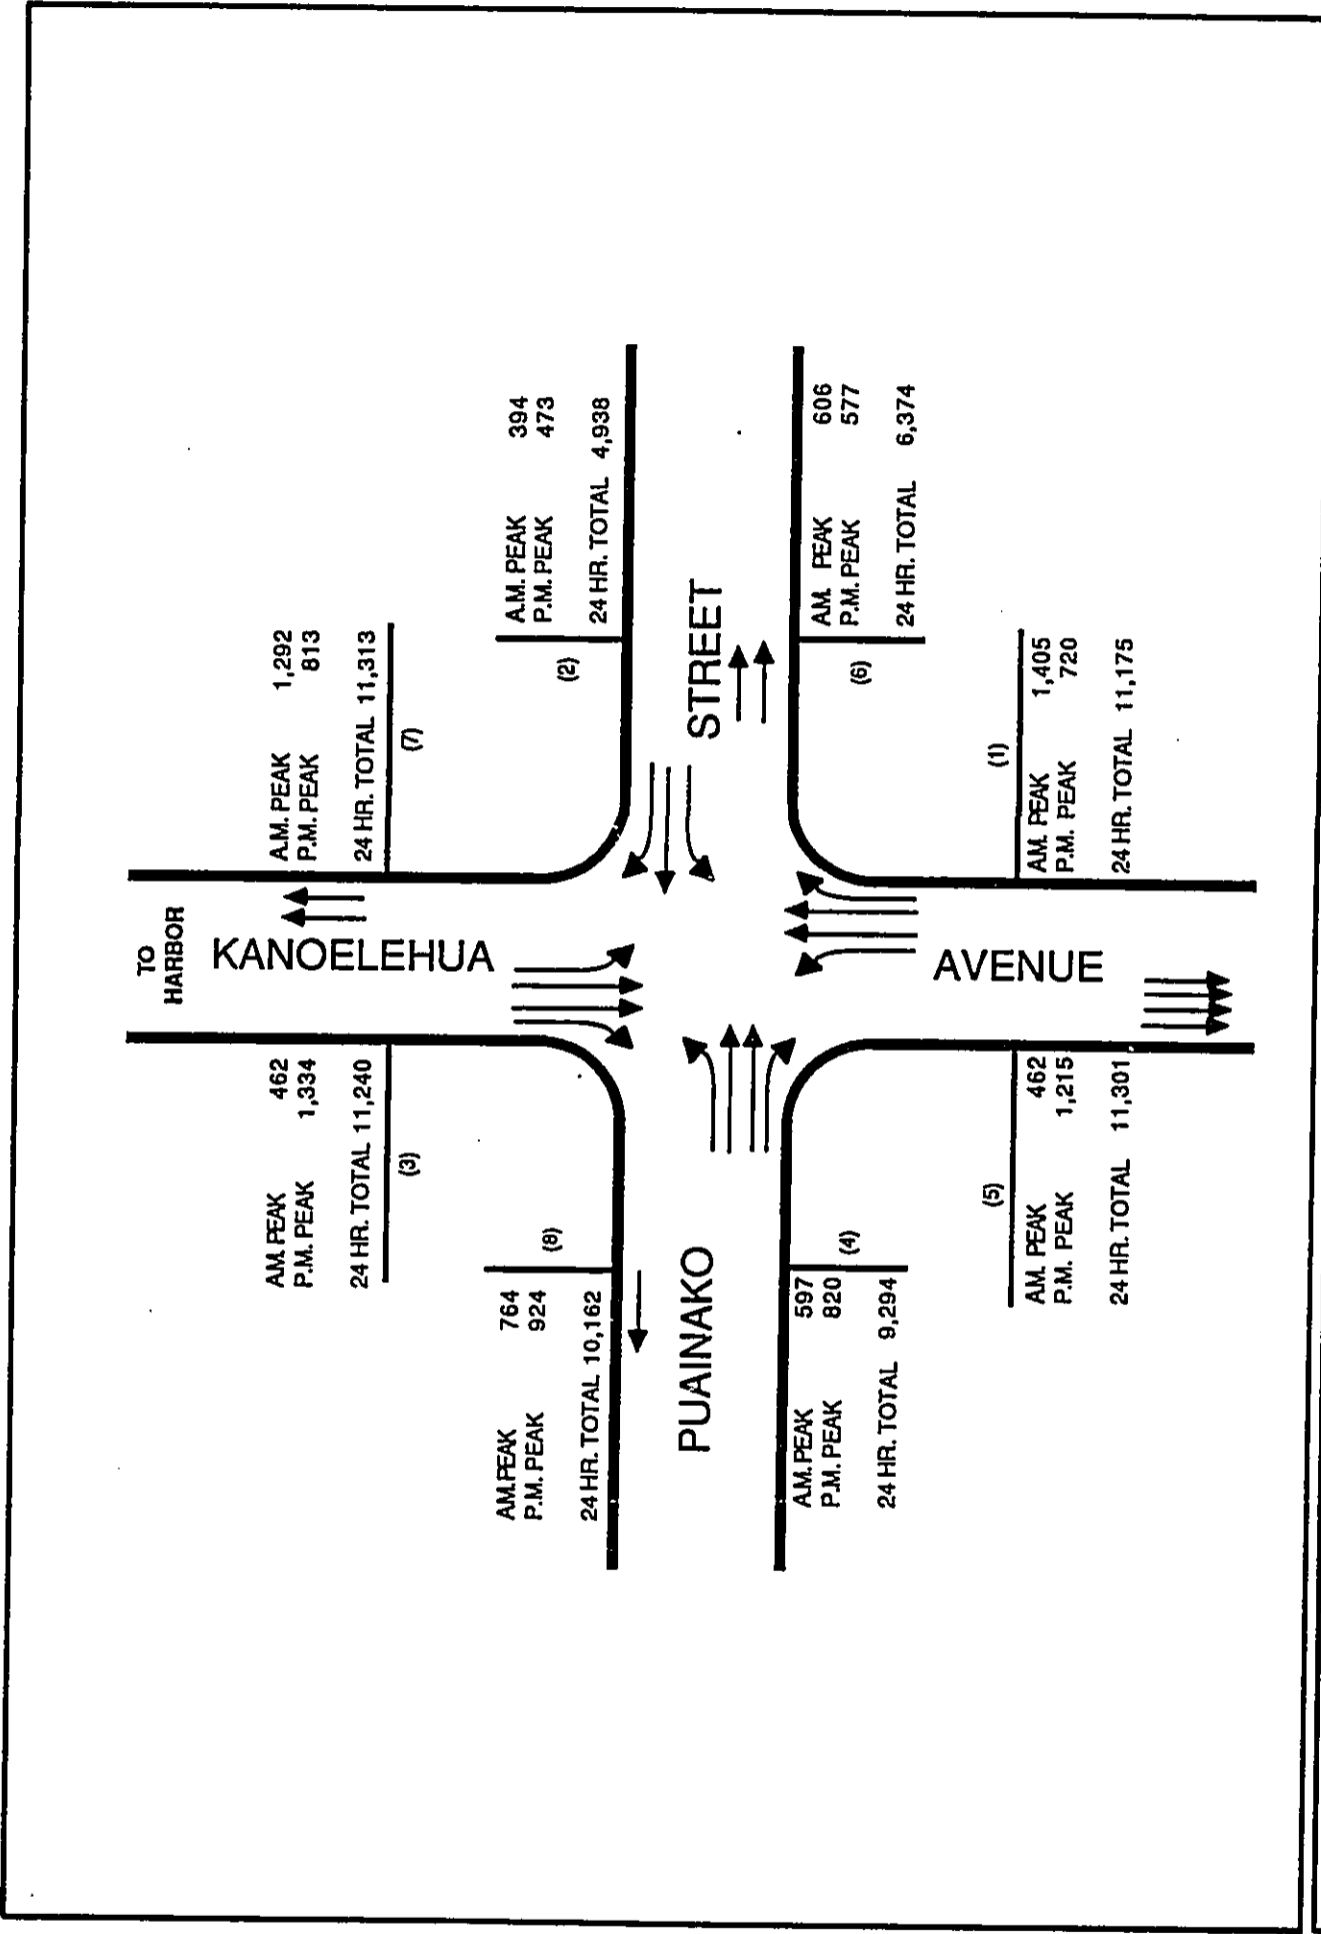 TO
HARBOR
KANOELEHUA
A.M. PEAK 462
P.M. PEAK 1,334
24 HR. TOTAL 11,240
(3)
A.M. PEAK 1,292
P.M. PEAK 813
24 HR. TOTAL 11,313
(7)
A.M. PEAK 764
P.M. PEAK 924
(8)
24 HR. TOTAL 10,162
A.M. PEAK 394
P.M. PEAK 473
(2)
24 HR. TOTAL 4,938
PUAINAKO STREET
A.M. PEAK 597
P.M. PEAK 820
(4)
24 HR. TOTAL 9,294
A.M. PEAK 606
P.M. PEAK 577
(6)
24 HR. TOTAL 6,374
AVENUE
(5)
A.M. PEAK 462
P.M. PEAK 1,215
24 HR. TOTAL 11,301
(1)
A.M. PEAK 1,405
P.M. PEAK 720
24 HR. TOTAL 11,175